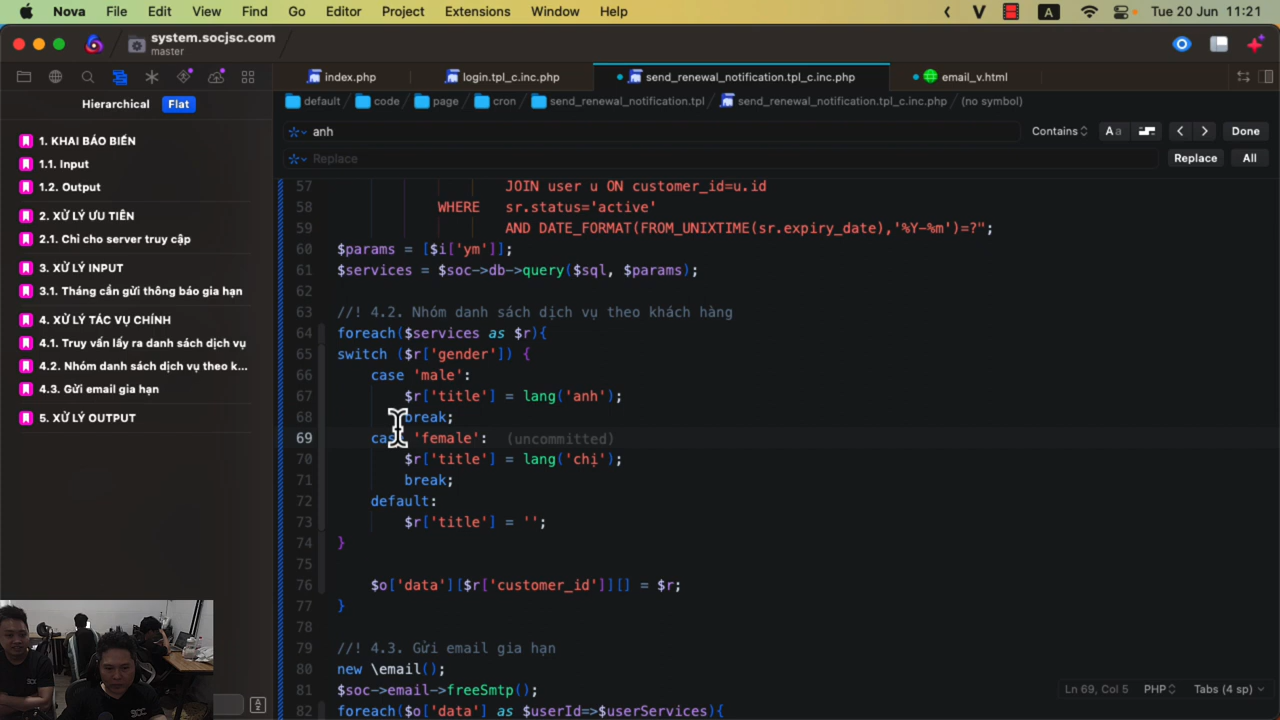 Nova File Edit View Find Go Editor Project Extensions Window Help
A Tue 20 Jun 11:21
system.socjsc.com
master
index.php
login.tpl_c.inc.php
send_renewal_notification.tpl_c.inc.php
email_v.html
Hierarchical Flat
default code page cron send_renewal_notification.tpl send_renewal_notification.tpl_c.inc.php (no symbol)
anh Contains Aa Done
Replace Replace All
1. KHAI BÁO BIẾN
1.1. Input
1.2. Output
2. XỬ LÝ ƯU TIÊN
2.1. Chỉ cho server truy cập
3. XỬ LÝ INPUT
3.1. Tháng cần gửi thông báo gia hạn
4. XỬ LÝ TÁC VỤ CHÍNH
4.1. Truy vấn lấy ra danh sách dịch vụ
4.2. Nhóm danh sách dịch vụ theo k...
4.3. Gửi email gia hạn
5. XỬ LÝ OUTPUT
57 JOIN user u ON customer_id=u.id
58 WHERE sr.status='active'
59 AND DATE_FORMAT(FROM_UNIXTIME(sr.expiry_date),'%Y-%m')=?";
60 $params = [$i['ym']];
61 $services = $soc->db->query($sql, $params);
62
63 //! 4.2. Nhóm danh sách dịch vụ theo khách hàng
64 foreach($services as $r){
65 switch ($r['gender']) {
66 case 'male':
67 $r['title'] = lang('anh');
68 break;
69 case 'female': (uncommitted)
70 $r['title'] = lang('chị');
71 break;
72 default:
73 $r['title'] = '';
74 }
75
76 $o['data'][$r['customer_id']][] = $r;
77 }
78
79 //! 4.3. Gửi email gia hạn
80 new \email();
81 $soc->email->freeSmtp();
82 foreach($o['data'] as $userId=>$userServices){
Ln 69, Col 5 PHP Tabs (4 sp)